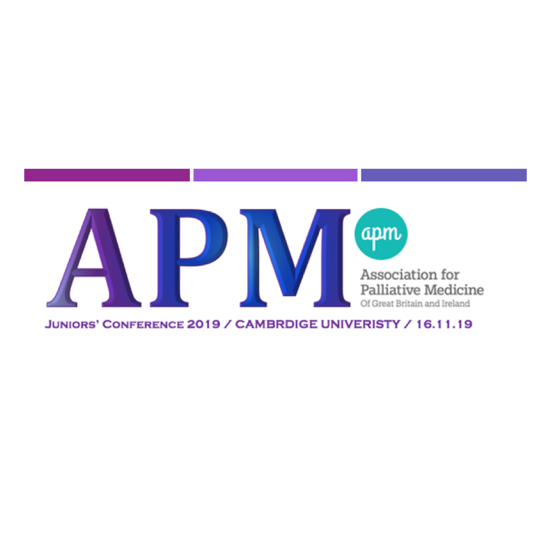 APM
apm
Association for
Palliative Medicine
Of Great Britain and Ireland
Juniors' Conference 2019 / CAMBRDIGE UNIVERISTY / 16.11.19